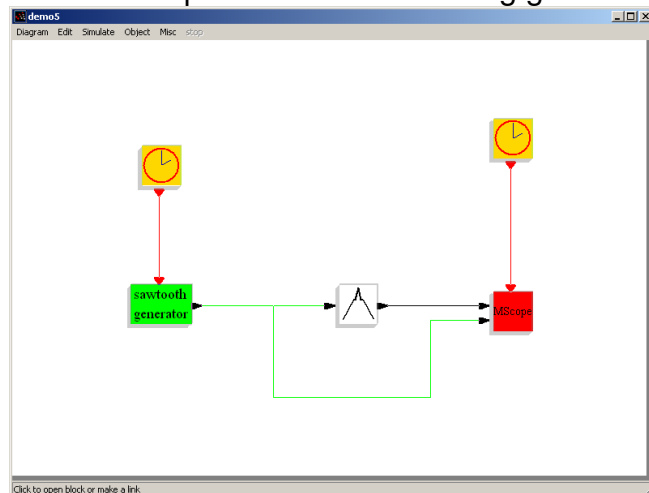 demo5
Diagram Edit Simulate Object Misc stop
sawtooth
generator
MScope
Click to open block or make a link